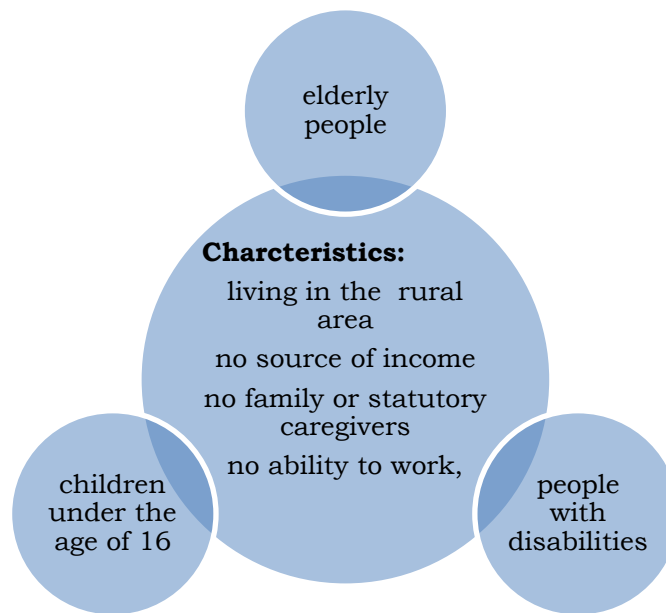 elderly
people
Charcteristics:
living in the rural
area
no source of income
no family or statutory
caregivers
no ability to work,
children
under the
age of 16
people
with
disabilities